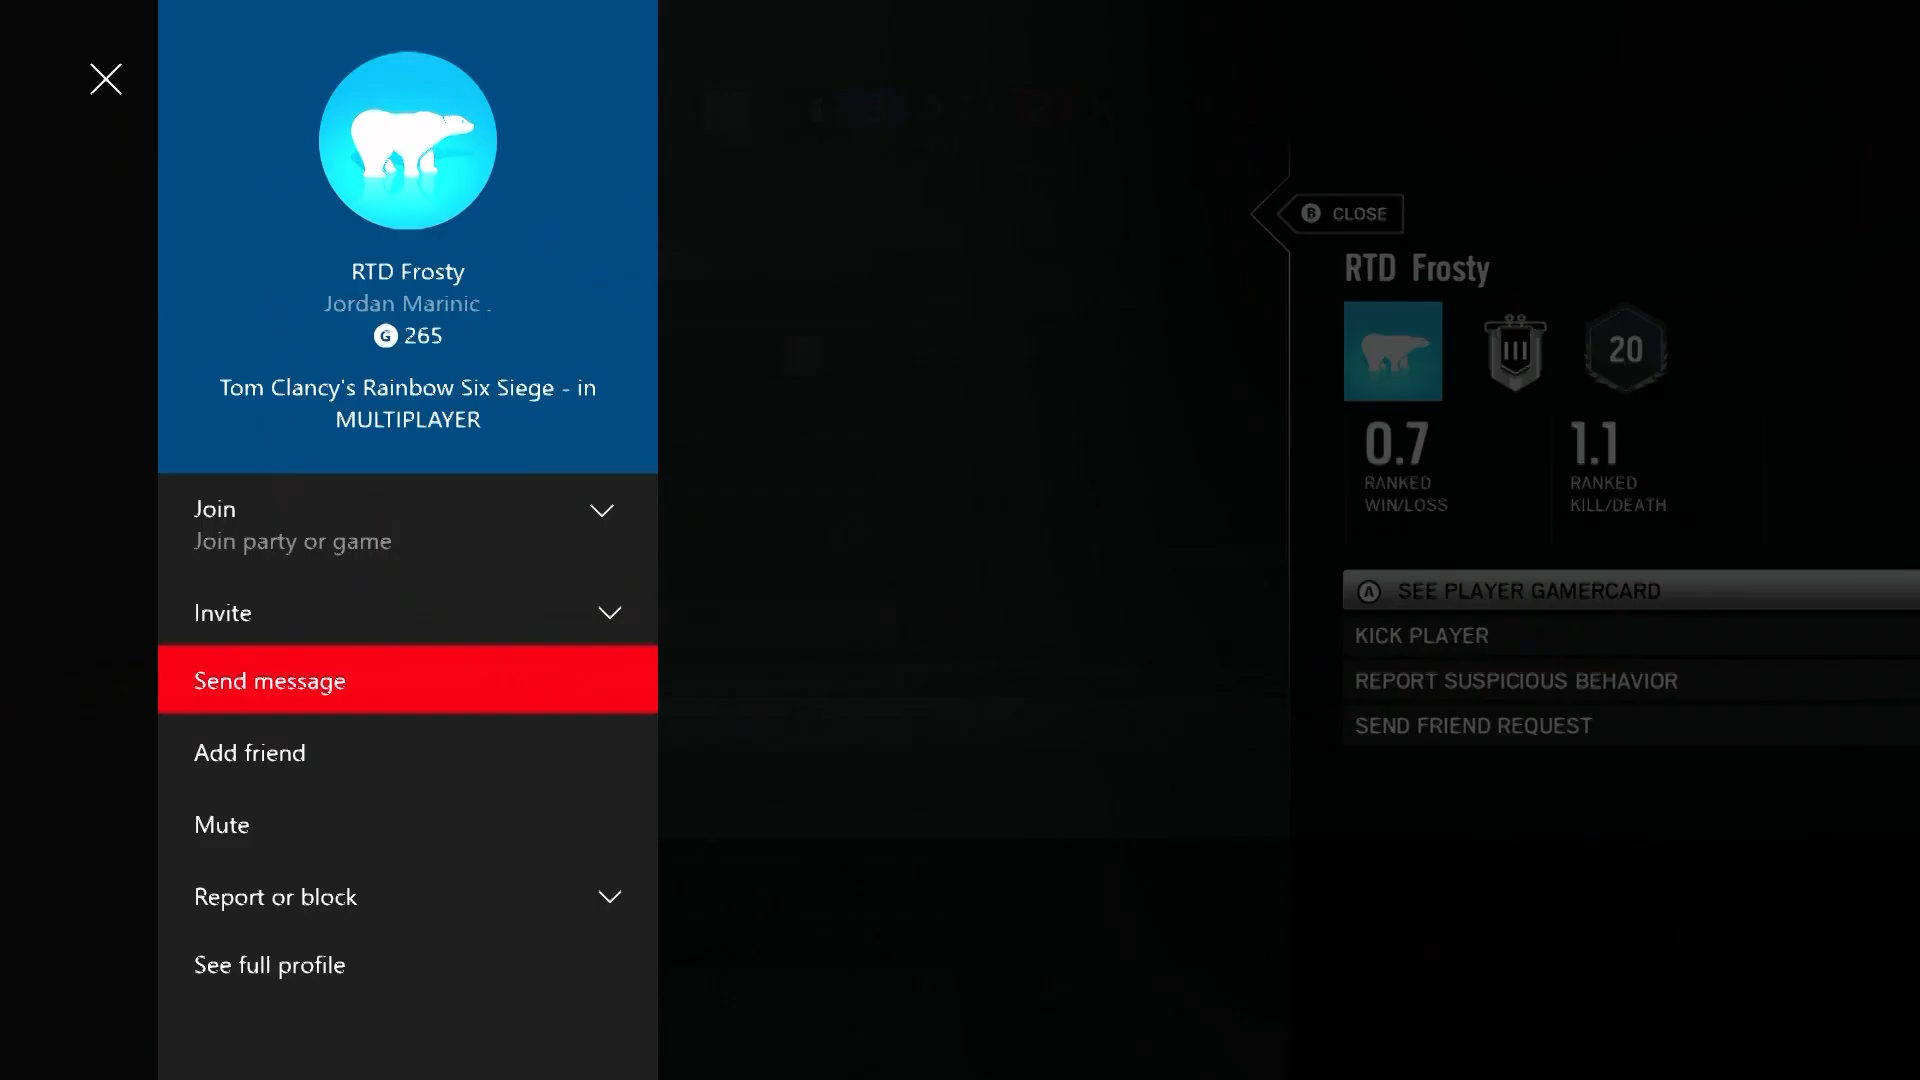 RTD Frosty
Jordan Marinic .
G 265
Tom Clancy's Rainbow Six Siege - in
MULTIPLAYER
Join
Join party or game
Invite
Send message
Add friend
Mute
Report or block
See full profile
B CLOSE
RTD Frosty
III
20
0.7
RANKED
WIN/LOSS
1.1
RANKED
KILL/DEATH
A SEE PLAYER GAMERCARD
KICK PLAYER
REPORT SUSPICIOUS BEHAVIOR
SEND FRIEND REQUEST